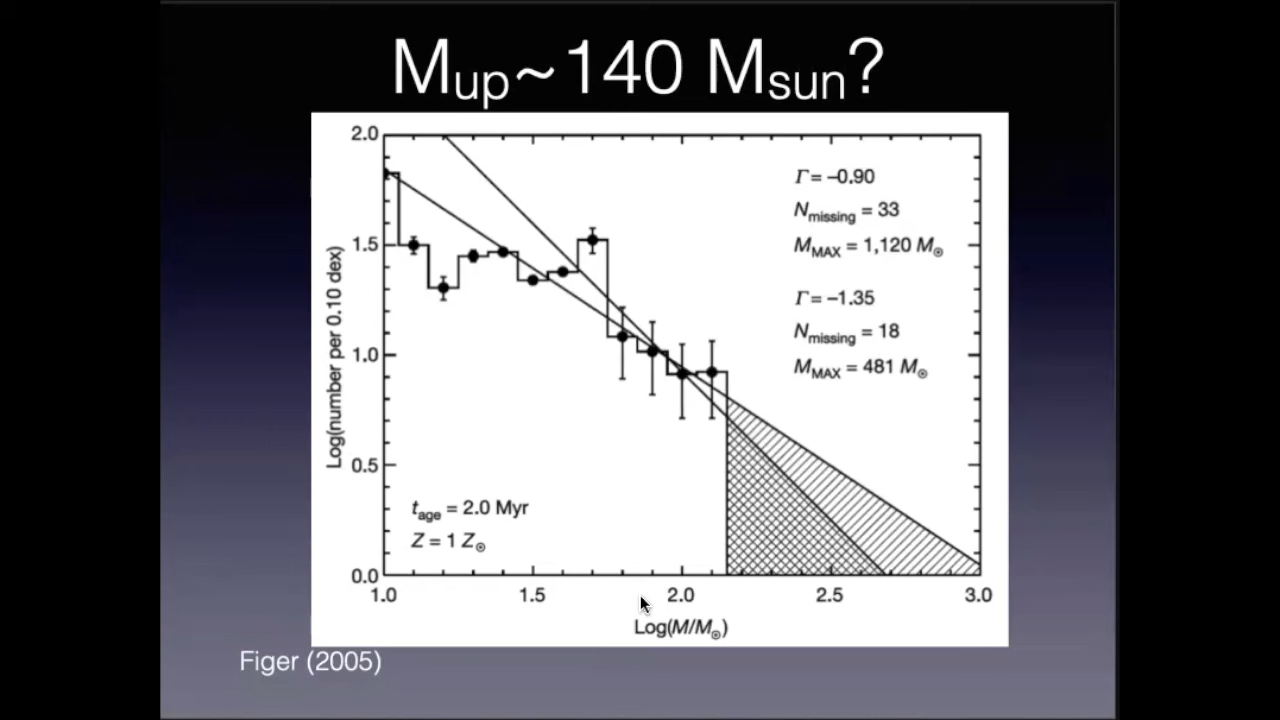 Mup~140 Msun?
2.0
1.5
1.0
0.5
0.0
Log(number per 0.10 dex)
Γ = –0.90
Nmissing = 33
MMAX = 1,120 M⊙
Γ = –1.35
Nmissing = 18
MMAX = 481 M⊙
tage = 2.0 Myr
Z = 1 Z⊙
1.0 1.5 2.0 2.5 3.0
Log(M/M⊙)
Figer (2005)